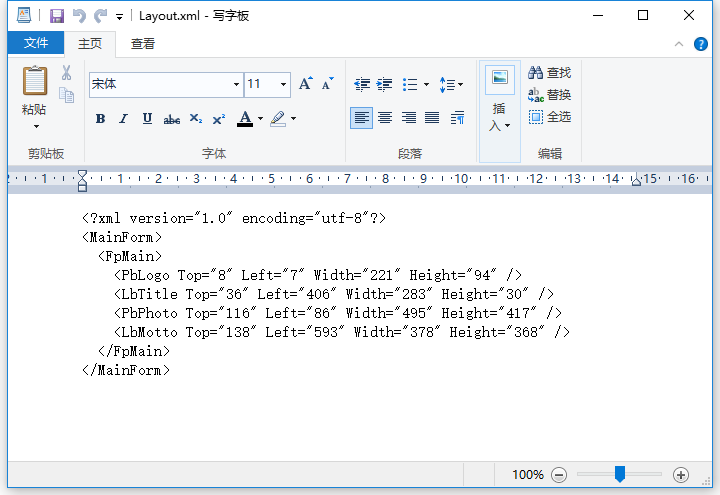 Layout.xml - 写字板
文件 主页 查看
粘贴
剪贴板
宋体 11
B I U abc X₂ X² A
字体
段落
插入
查找
替换
全选
编辑
2 1 1 2 3 4 5 6 7 8 9 10 11 12 13 14 15 16
<?xml version="1.0" encoding="utf-8"?>
<MainForm>
<FpMain>
<PbLogo Top="8" Left="7" Width="221" Height="94" />
<LbTitle Top="36" Left="406" Width="283" Height="30" />
<PbPhoto Top="116" Left="86" Width="495" Height="417" />
<LbMotto Top="138" Left="593" Width="378" Height="368" />
</FpMain>
</MainForm>
100%